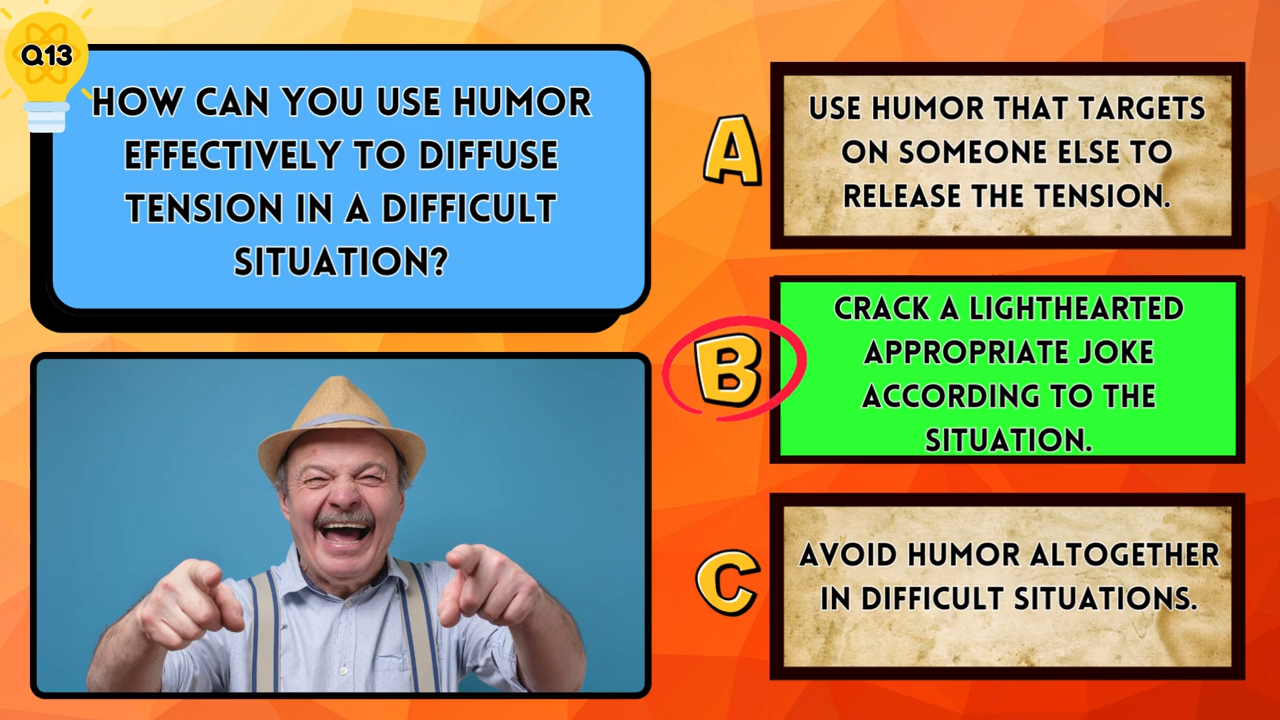 Q13
HOW CAN YOU USE HUMOR
EFFECTIVELY TO DIFFUSE
TENSION IN A DIFFICULT
SITUATION?
A
USE HUMOR THAT TARGETS
ON SOMEONE ELSE TO
RELEASE THE TENSION.
B
CRACK A LIGHTHEARTED
APPROPRIATE JOKE
ACCORDING TO THE
SITUATION.
C
AVOID HUMOR ALTOGETHER
IN DIFFICULT SITUATIONS.